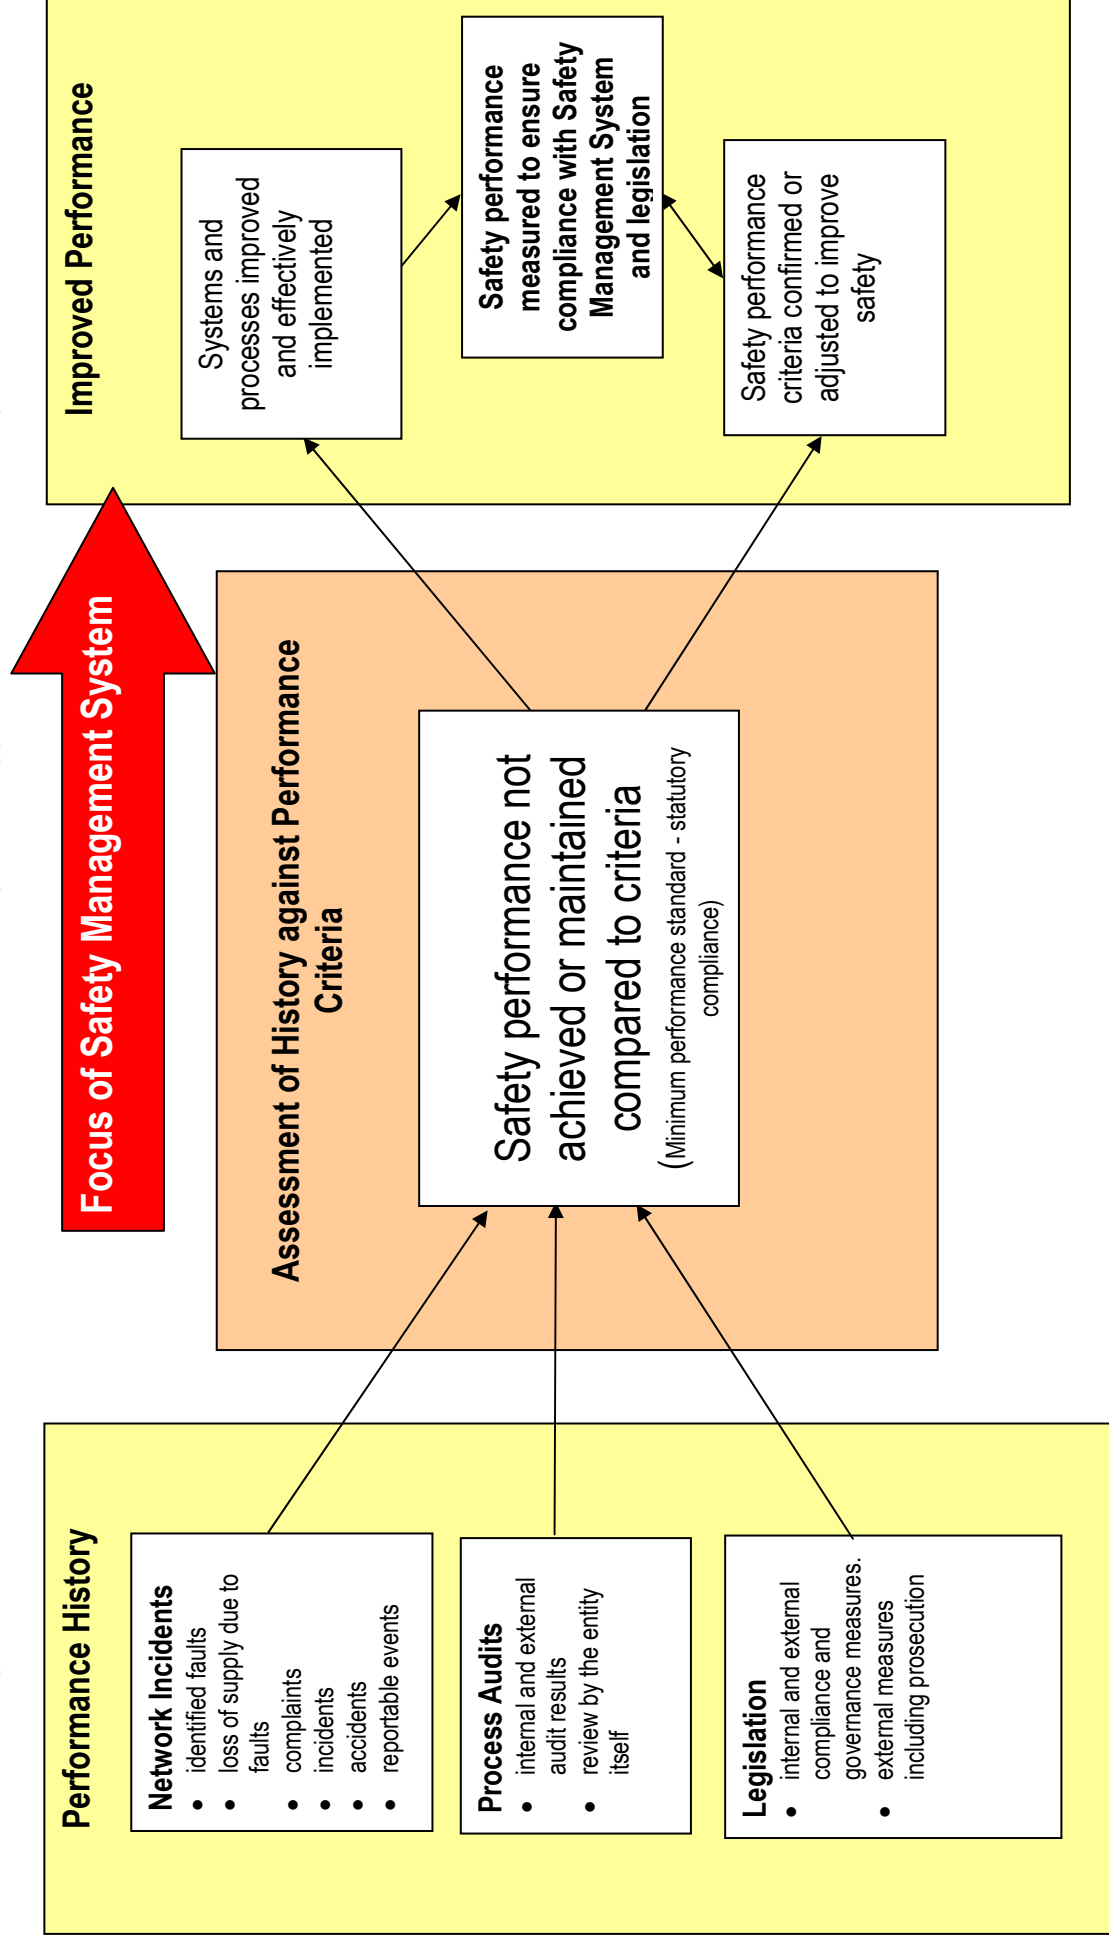 Focus of Safety Management System
Performance History
Network Incidents
• identified faults
• loss of supply due to
faults
• complaints
• incidents
• accidents
• reportable events
Process Audits
• internal and external
audit results
• review by the entity
itself
Legislation
• internal and external
compliance and
governance measures.
• external measures
including prosecution
Assessment of History against Performance
Criteria
Safety performance not
achieved or maintained
compared to criteria
(Minimum performance standard - statutory
compliance)
Improved Performance
Systems and
processes improved
and effectively
implemented
Safety performance
measured to ensure
compliance with Safety
Management System
and legislation
Safety performance
criteria confirmed or
adjusted to improve
safety